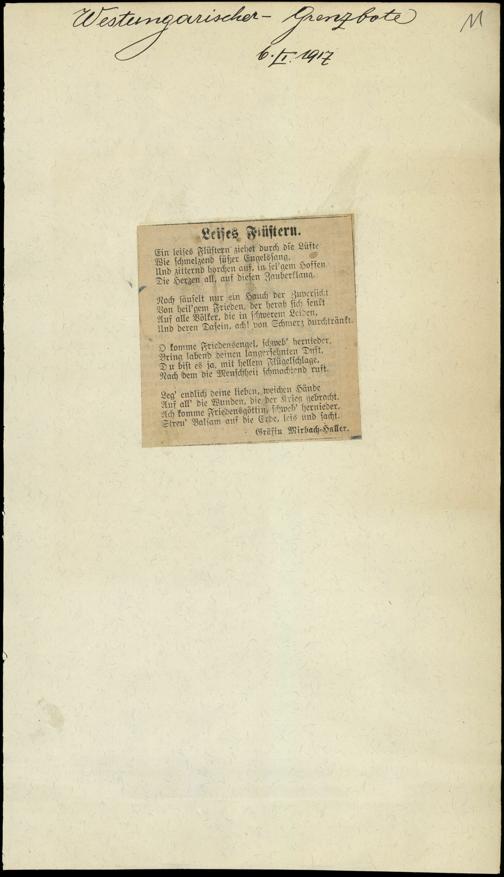 Westungarischer- Grenzbote
M
6. I. 1917
Leises Flüstern.
Ein leises Flüstern ziehet durch die Lüfte
Wie schmelzend süßer Engelsang,
Und zitternd horchen auf, in sel'gem Hoffen
Die Herzen all, auf diesen Zauberklang.
Noch säuselt nur ein Hauch der Zuversicht
Von heil'gem Frieden, der herab sich senkt
Auf alle Völker, die in schwerem Leiden,
Und deren Dasein, ach! von Schmerz durchtränkt.
O komme Friedensengel, schweb' hernieder,
Bring labend deinen langersehnten Duft.
Du bist es ja, mit hellem Flügelschlage,
Nach dem die Menschheit schmachtend ruft.
Leg' endlich deine lieben, weichen Hände
Auf all' die Wunden, die der Krieg gebracht.
Ach komme Friedensgöttin, schweb' hernieder,
Streu' Balsam auf die Erde, leis und sacht.
Gräfin Mirbach-Haller.